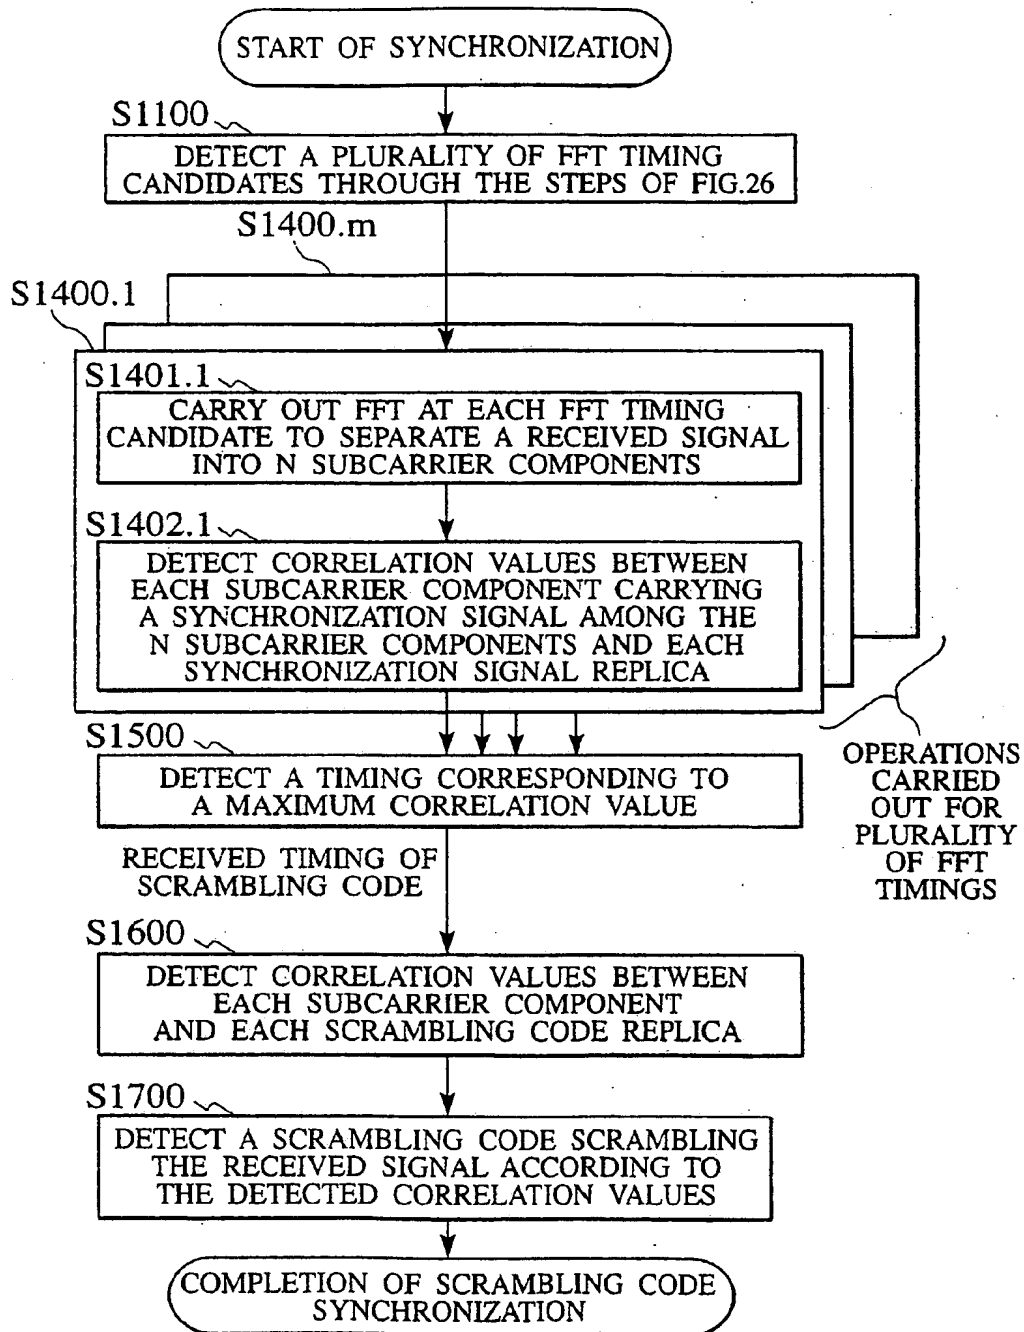 START OF SYNCHRONIZATION
S1100
DETECT A PLURALITY OF FFT TIMING
CANDIDATES THROUGH THE STEPS OF FIG.26
S1400.m
S1400.1
S1401.1
CARRY OUT FFT AT EACH FFT TIMING
CANDIDATE TO SEPARATE A RECEIVED SIGNAL
INTO N SUBCARRIER COMPONENTS
S1402.1
DETECT CORRELATION VALUES BETWEEN
EACH SUBCARRIER COMPONENT CARRYING
A SYNCHRONIZATION SIGNAL AMONG THE
N SUBCARRIER COMPONENTS AND EACH
SYNCHRONIZATION SIGNAL REPLICA
OPERATIONS
CARRIED
OUT FOR
PLURALITY
OF FFT
TIMINGS
S1500
DETECT A TIMING CORRESPONDING TO
A MAXIMUM CORRELATION VALUE
RECEIVED TIMING OF
SCRAMBLING CODE
S1600
DETECT CORRELATION VALUES BETWEEN
EACH SUBCARRIER COMPONENT
AND EACH SCRAMBLING CODE REPLICA
S1700
DETECT A SCRAMBLING CODE SCRAMBLING
THE RECEIVED SIGNAL ACCORDING TO
THE DETECTED CORRELATION VALUES
COMPLETION OF SCRAMBLING CODE
SYNCHRONIZATION